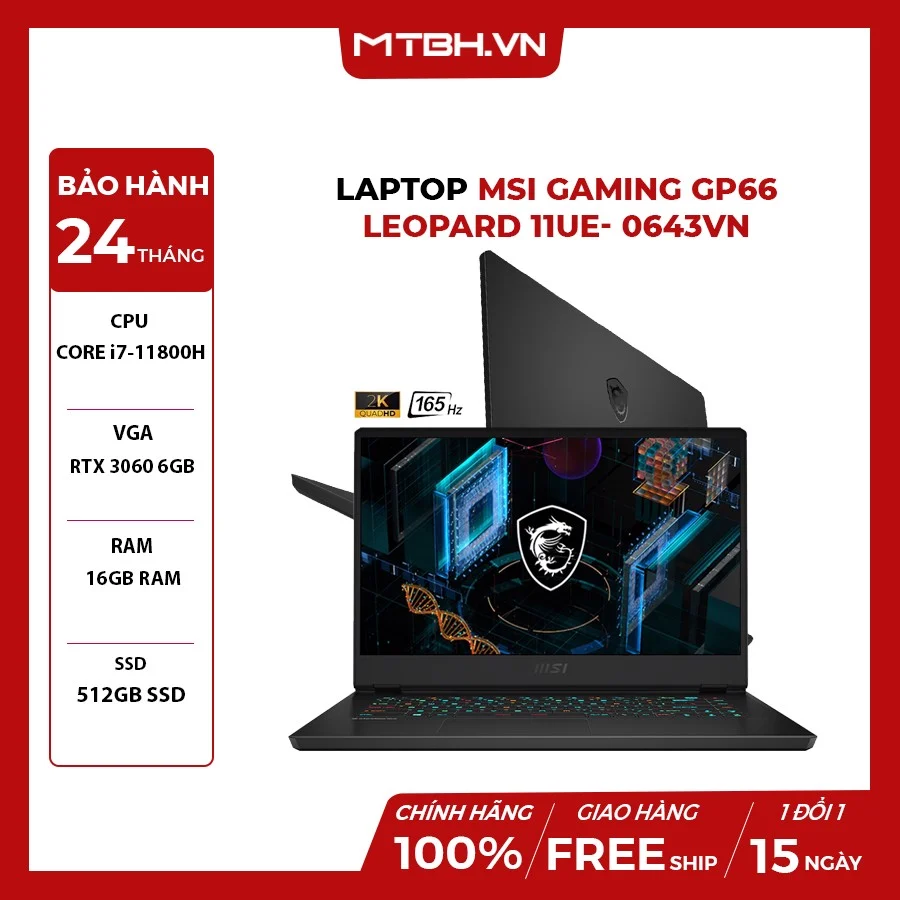 MTBH.VN
BẢO HÀNH
24 THÁNG
CPU
CORE i7-11800H
VGA
RTX 3060 6GB
RAM
16GB RAM
SSD
512GB SSD
LAPTOP MSI GAMING GP66
LEOPARD 11UE- 0643VN
2K
QUADHD
165 Hz
msi
CHÍNH HÃNG
100%
GIAO HÀNG
FREE SHIP
1 ĐỔI 1
15 NGÀY